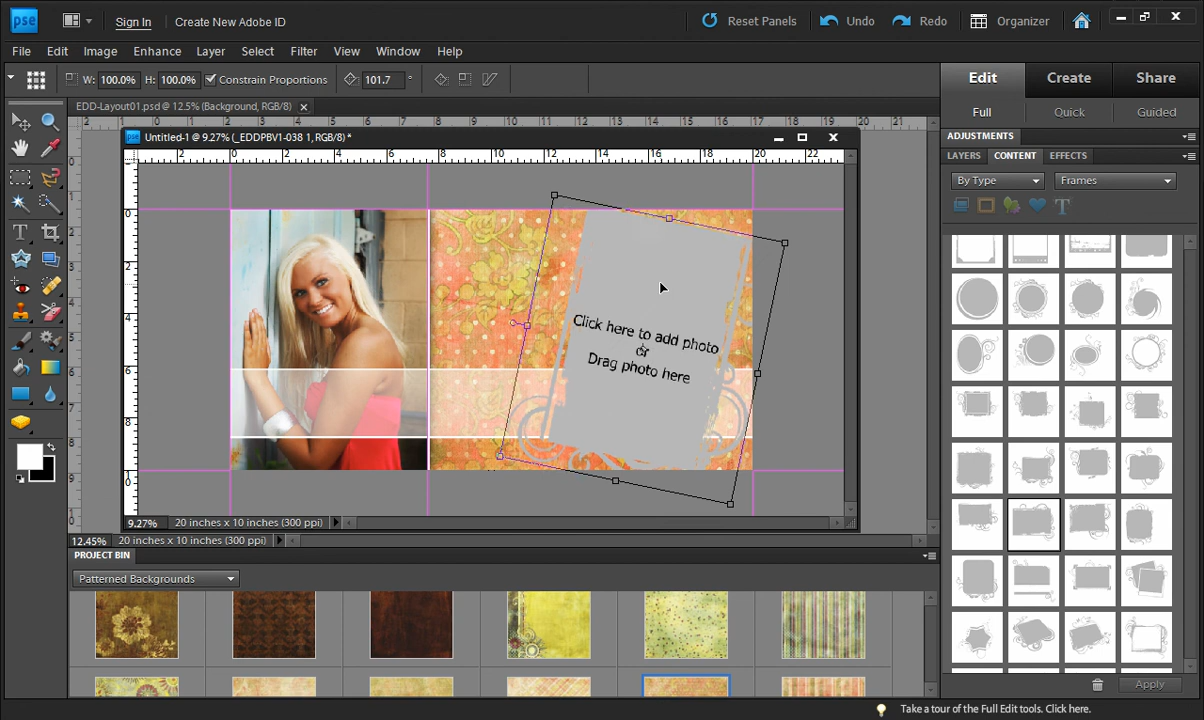 pse
Sign In
Create New Adobe ID
Reset Panels
Undo
Redo
Organizer
File Edit Image Enhance Layer Select Filter View Window Help
W: 100.0% H: 100.0% Constrain Proportions 101.7 °
Edit Create Share
Full Quick Guided
EDD-Layout01.psd @ 12.5% (Background, RGB/8)
Untitled-1 @ 9.27% (_EDDPBV1-038 1, RGB/8)*
ADJUSTMENTS
LAYERS CONTENT EFFECTS
By Type Frames
Click here to add photo
or
Drag photo here
9.27% 20 inches x 10 inches (300 ppi)
12.45% 20 inches x 10 inches (300 ppi)
PROJECT BIN
Patterned Backgrounds
Apply
Take a tour of the Full Edit tools. Click here.